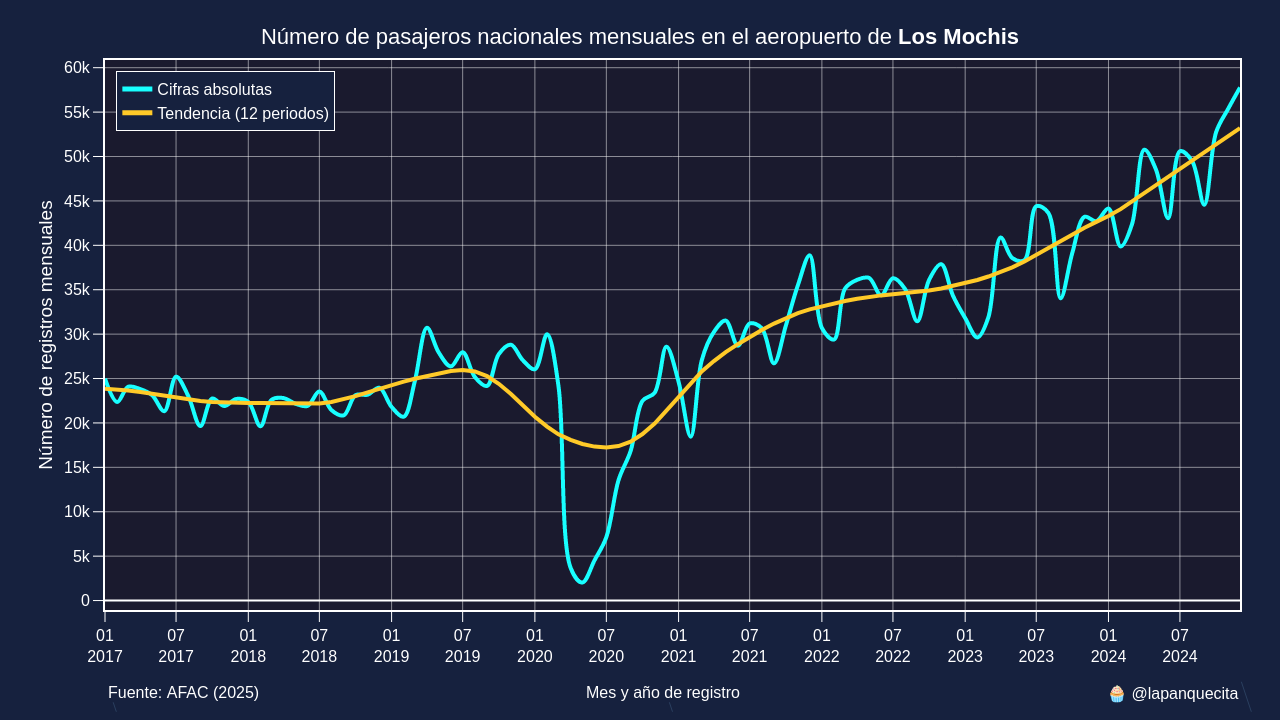 Número de pasajeros nacionales mensuales en el aeropuerto de Los Mochis
Cifras absolutas
Tendencia (12 periodos)
Número de registros mensuales
60k
55k
50k
45k
40k
35k
30k
25k
20k
15k
10k
5k
0
01 07 01 07 01 07 01 07 01 07 01 07 01 07 01 07
2017 2017 2018 2018 2019 2019 2020 2020 2021 2021 2022 2022 2023 2023 2024 2024
Fuente: AFAC (2025) Mes y año de registro 🧁 @lapanquecita